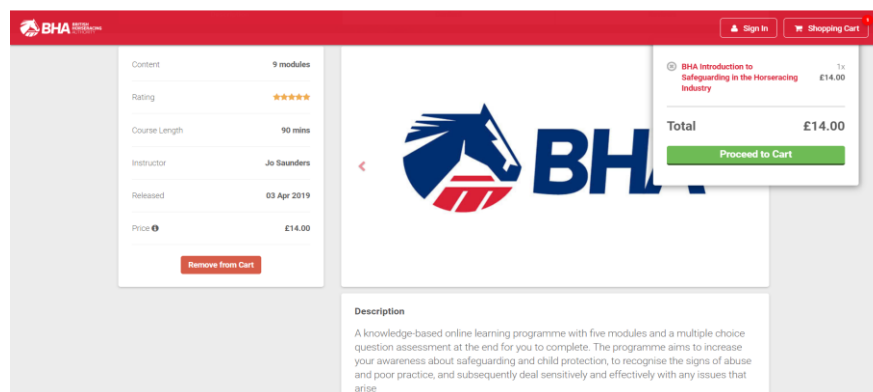 BHA BRITISH HORSERACING AUTHORITY
Sign In
Shopping Cart
1
Content 9 modules
Rating
Course Length 90 mins
Instructor Jo Saunders
Released 03 Apr 2019
Price £14.00
Remove from Cart
BHA
BHA Introduction to 1x
Safeguarding in the Horseracing £14.00
Industry
Total £14.00
Proceed to Cart
Description
A knowledge-based online learning programme with five modules and a multiple choice
question assessment at the end for you to complete. The programme aims to increase
your awareness about safeguarding and child protection, to recognise the signs of abuse
and poor practice, and subsequently deal sensitively and effectively with any issues that
arise